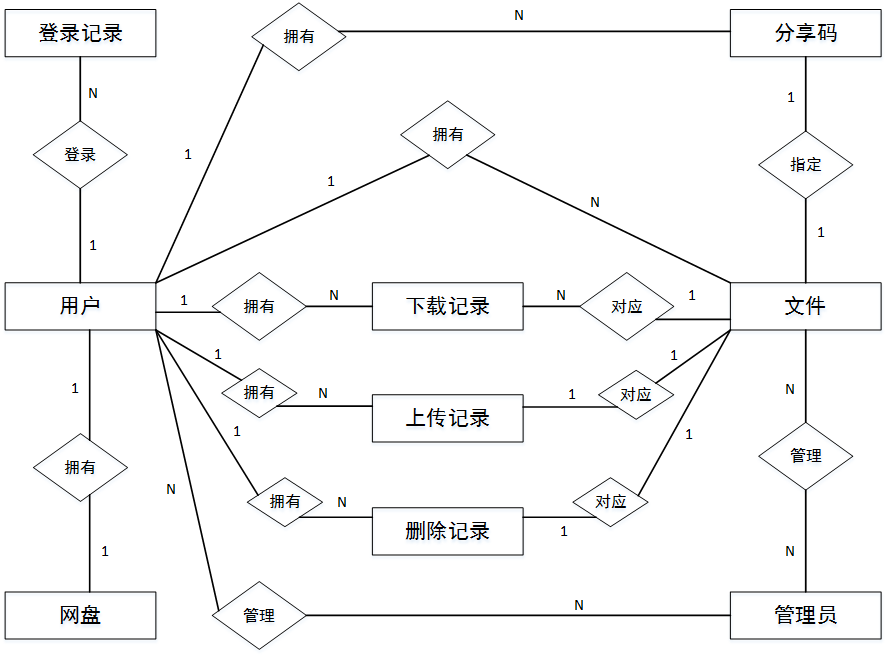 登录记录
拥有
N
分享码
N
1
登录
1
拥有
1
指定
1
N
1
1
用户
1
拥有
N
下载记录
N
对应
1
文件
1
1
1
拥有
N
上传记录
1
对应
1
N
拥有
1
拥有
N
删除记录
1
对应
1
管理
N
1
N
网盘
管理
N
管理员